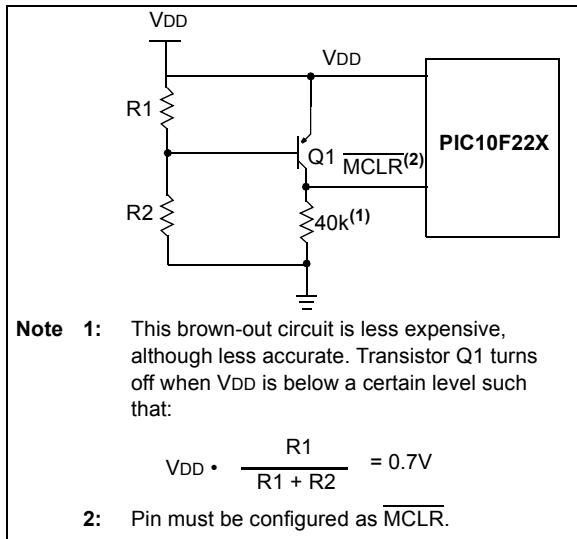 VDD
VDD
R1
Q1
MCLR(2)
PIC10F22X
R2
40k(1)
Note 1: This brown-out circuit is less expensive,
although less accurate. Transistor Q1 turns
off when VDD is below a certain level such
that:
VDD • R1 / R1 + R2 = 0.7V
2: Pin must be configured as MCLR.